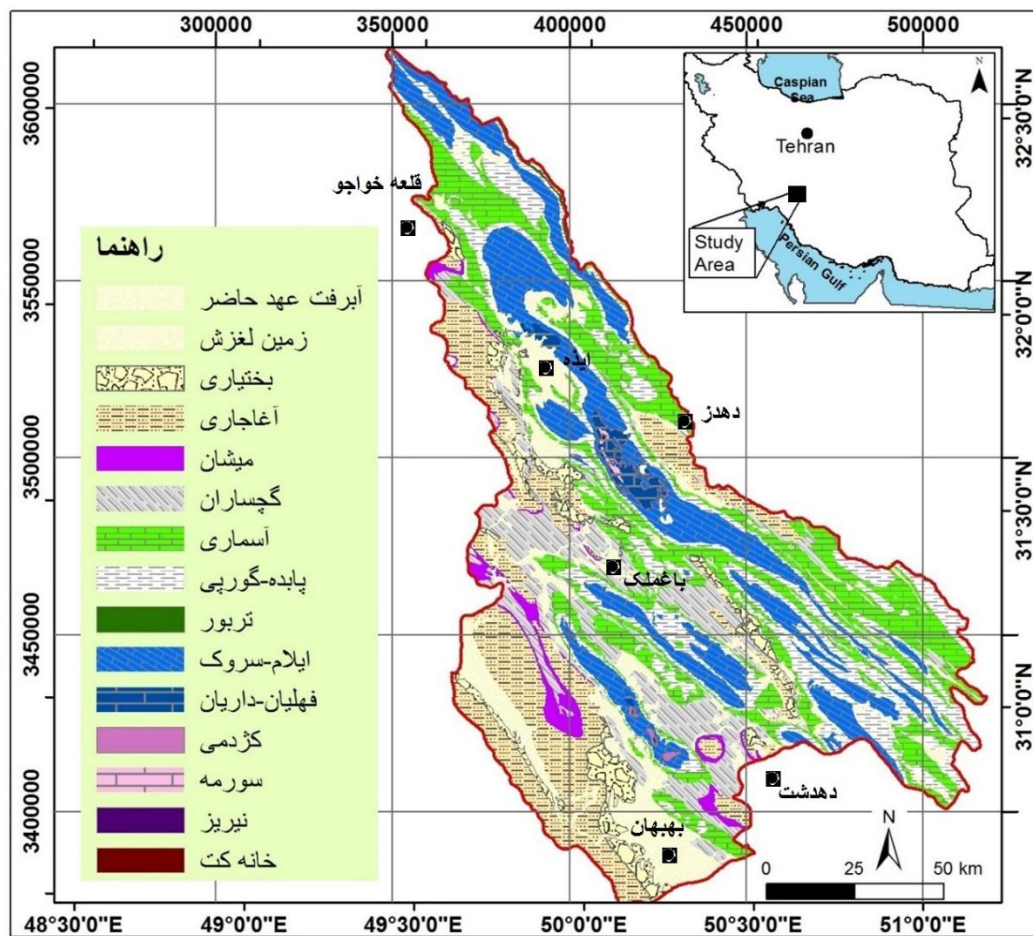 300000 350000 400000 450000 500000
3600000
3550000
3500000
3450000
3400000
32°30'0"N
32°0'0"N
31°30'0"N
31°0'0"N
N
Caspian
Sea
Tehran
Study
Area
Persian Gulf
قلعه خواجو
ایذه
دهدز
باغملک
دهدشت
بهبهان
راهنما
آبرفت عهد حاضر
زمین لغزش
بختیاری
آغاجاری
میشان
گچساران
آسماری
پابده-گورپی
تربور
ایلام-سروک
فهلیان-داریان
کژدمی
سورمه
نیریز
خانه کت
N
0 25 50 km
48°30'0"E 49°0'0"E 49°30'0"E 50°0'0"E 50°30'0"E 51°0'0"E